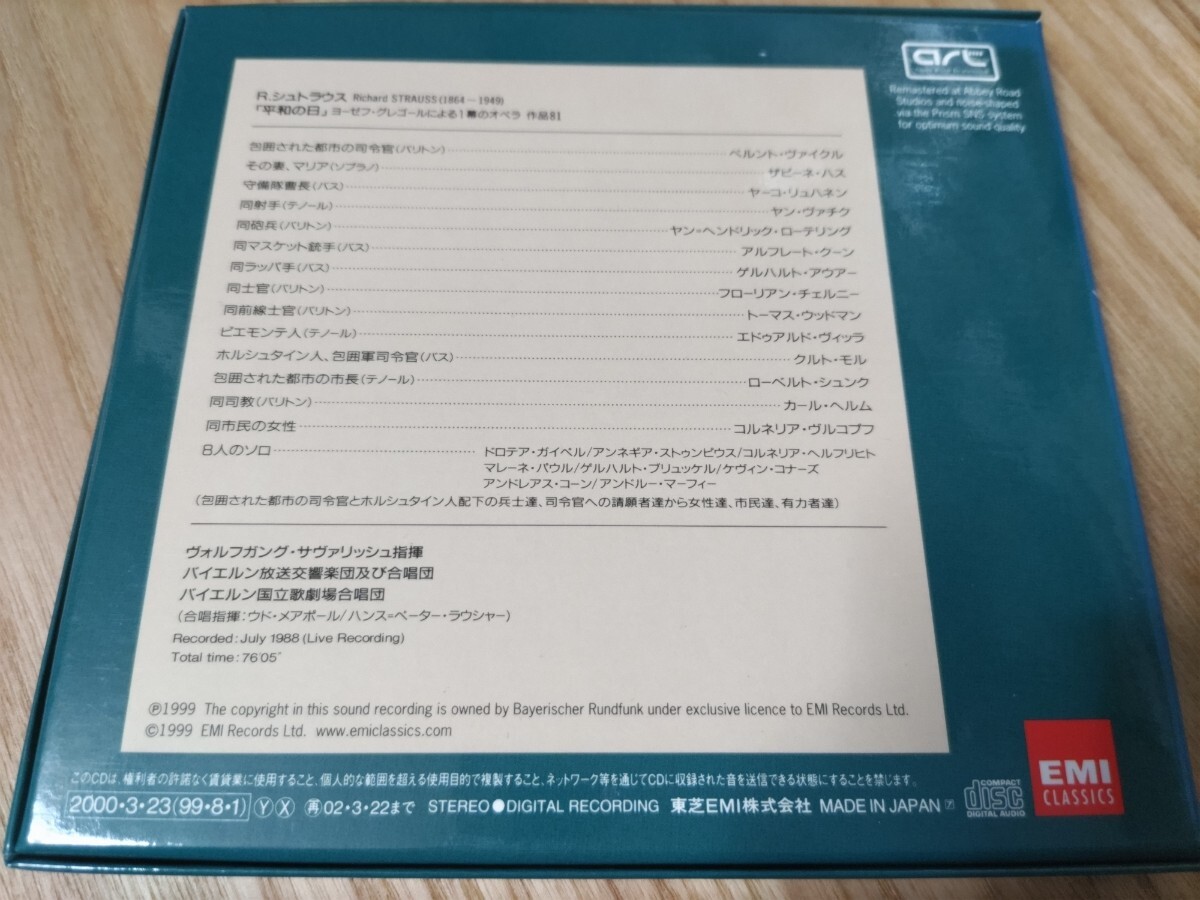 art
Remastered at Abbey Road
Studios and noise-shaped
via the Prism SNS system
for optimum sound quality
R.シュトラウス Richard STRAUSS(1864～1949)
「平和の日」ヨーゼフ・グレゴールによる1幕のオペラ 作品81
包囲された都市の司令官(バリトン) ベルント・ヴァイクル
その妻、マリア(ソプラノ) ザビーネ・ハス
守備隊曹長(バス) ヤーコ・リュハネン
同射手(テノール) ヤン・ヴァチク
同砲兵(バリトン) ヤン=ヘンドリック・ローテリング
同マスケット銃手(バス) アルフレート・クーン
同ラッパ手(バス) ゲルハルト・アウアー
同士官(バリトン) フローリアン・チェルニー
同前線士官(バリトン) トーマス・ウッドマン
ピエモンテ人(テノール) エドゥアルド・ヴィッラ
ホルシュタイン人、包囲軍司令官(バス) クルト・モル
包囲された都市の市長(テノール) ローベルト・シュンク
同司教(バリトン) カール・ヘルム
同市民の女性 コルネリア・ヴルコプフ
8人のソロ ドロテア・ガイペル/アンネギア・ストゥンピウス/コルネリア・ヘルフリヒト
マレーネ・パウル/ゲルハルト・ブリュッケル/ケヴィン・コナーズ
アンドレアス・コーン/アンドルー・マーフィー
(包囲された都市の司令官とホルシュタイン人配下の兵士達、司令官への請願者達から女性達、市民達、有力者達)
ヴォルフガング・サヴァリッシュ指揮
バイエルン放送交響楽団及び合唱団
バイエルン国立歌劇場合唱団
(合唱指揮:ウド・メアポール/ハンス=ペーター・ラウシャー)
Recorded: July 1988 (Live Recording)
Total time: 76'05"
Ⓟ1999 The copyright in this sound recording is owned by Bayerischer Rundfunk under exclusive licence to EMI Records Ltd.
©1999 EMI Records Ltd. www.emiclassics.com
このCDは、権利者の許諾なく賃貸業に使用すること、個人的な範囲を超える使用目的で複製すること、ネットワーク等を通じてCDに収録された音を送信できる状態にすることを禁じます。
2000・3・23(99・8・1) Ⓨ Ⓧ 再02・3・22まで STEREO●DIGITAL RECORDING 東芝EMI株式会社 MADE IN JAPAN
COMPACT
disc
DIGITAL AUDIO
EMI
CLASSICS